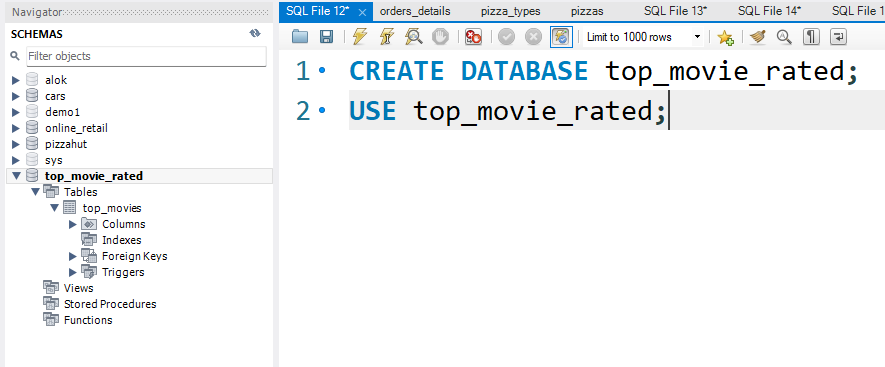 Navigator
SCHEMAS
Filter objects
alok
cars
demo1
online_retail
pizzahut
sys
top_movie_rated
Tables
top_movies
Columns
Indexes
Foreign Keys
Triggers
Views
Stored Procedures
Functions
SQL File 12* orders_details pizza_types pizzas SQL File 13* SQL File 14* SQL File 1
Limit to 1000 rows
1 CREATE DATABASE top_movie_rated;
2 USE top_movie_rated;